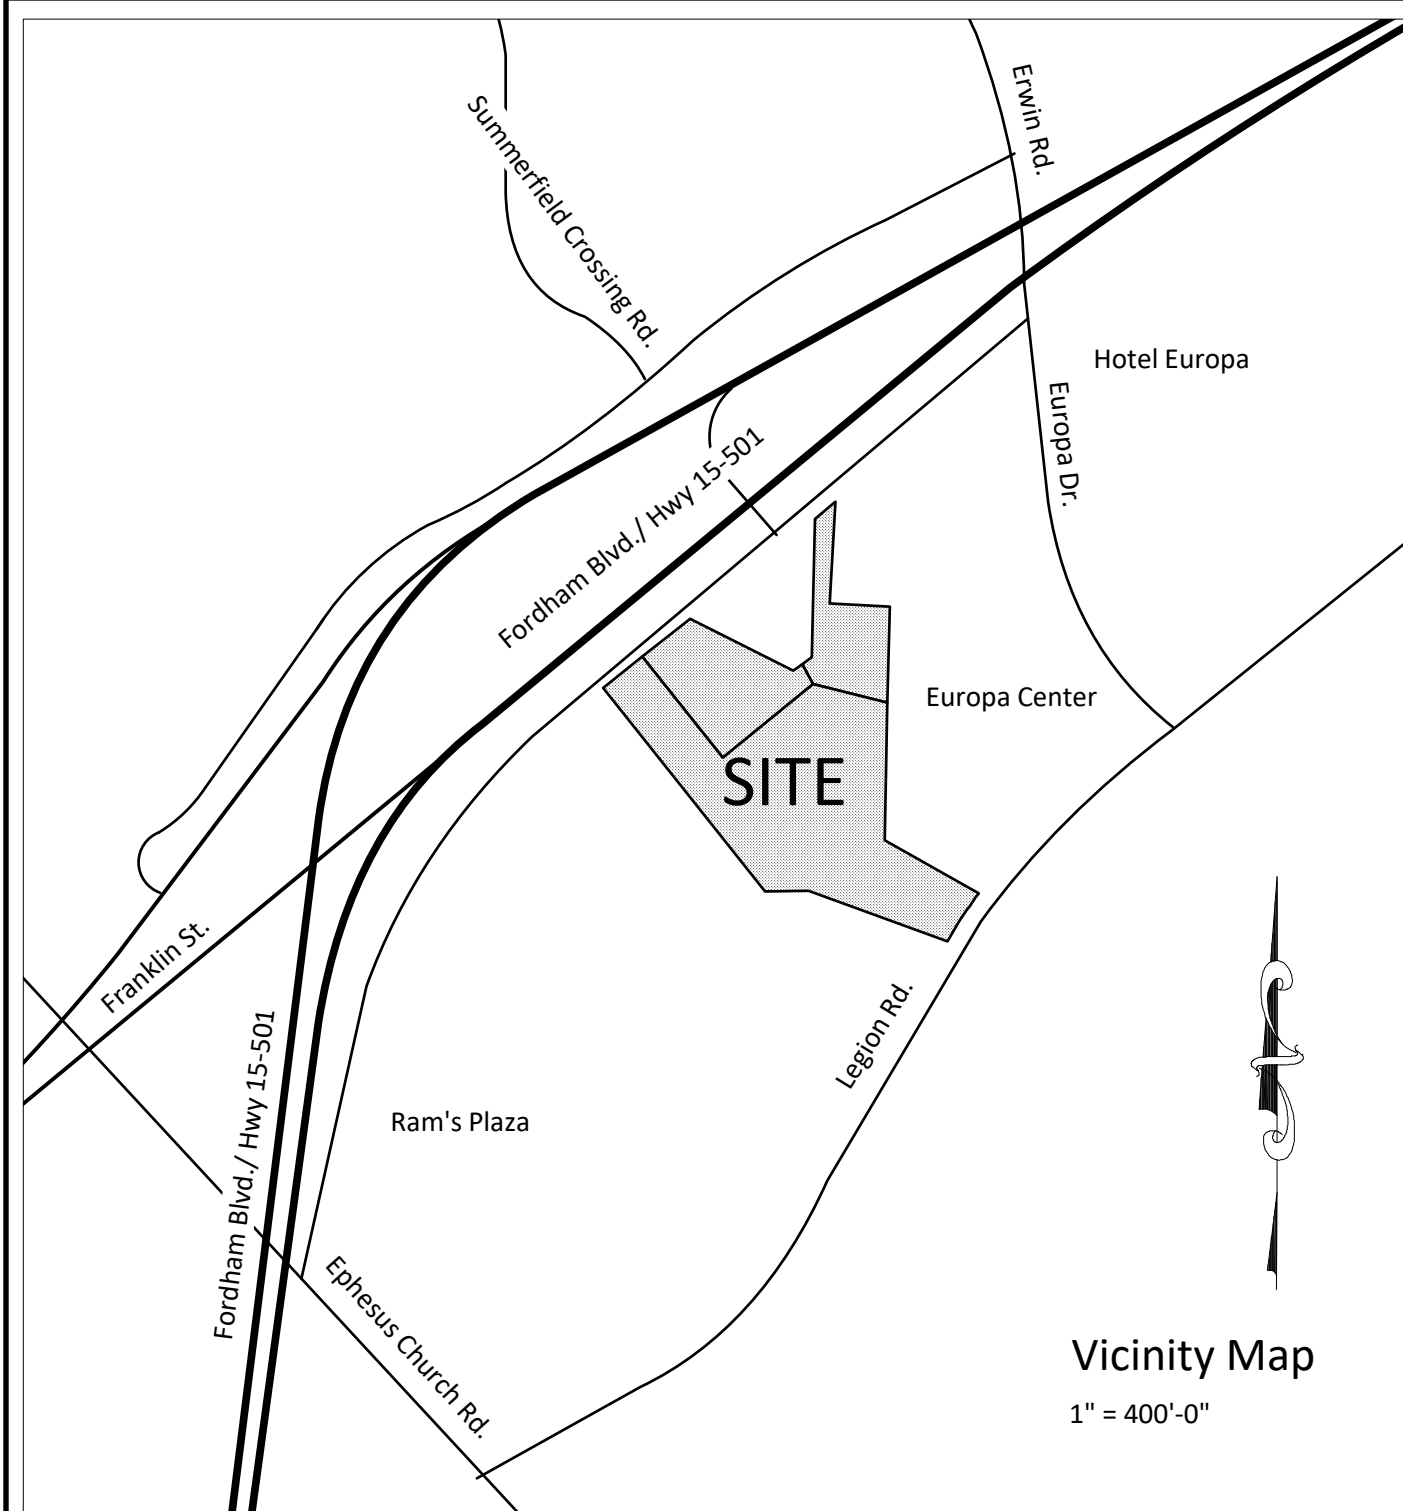 Erwin Rd.
Summerfield Crossing Rd.
Hotel Europa
Europa Dr.
Fordham Blvd./ Hwy 15-501
Europa Center
SITE
Franklin St.
Legion Rd.
Fordham Blvd./ Hwy 15-501
Ram's Plaza
Ephesus Church Rd.
Vicinity Map
1" = 400'-0"